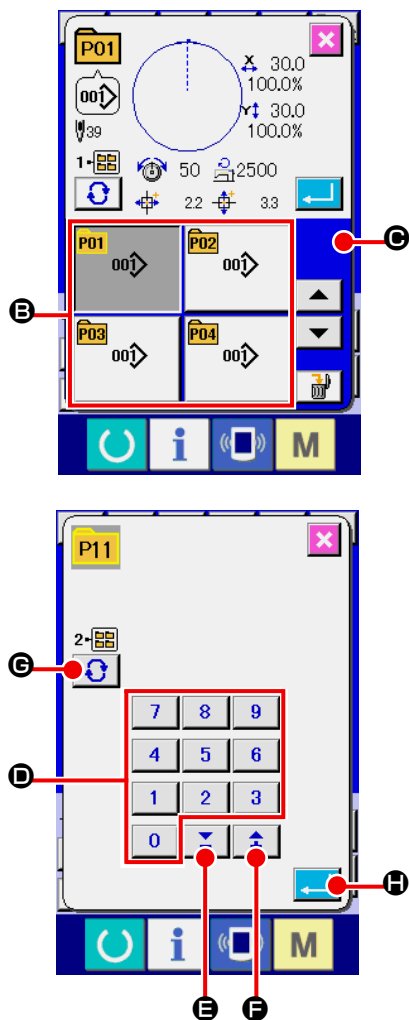 P01
X 30.0
100.0%
001
Y 30.0
100.0%
39
1-
50 2500
2.2 3.3
C
P01 P02
001 001
B
P03 P04
001 001
i M
P11
2-
G
7 8 9
D
4 5 6
1 2 3
0
H
i M
E F